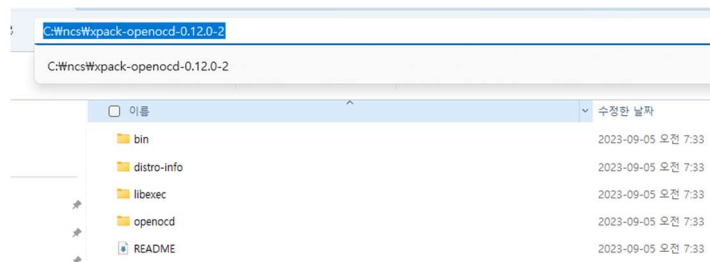 C:₩ncs₩xpack-openocd-0.12.0-2
C:₩ncs₩xpack-openocd-0.12.0-2
이름 수정한 날짜
bin 2023-09-05 오전 7:33
distro-info 2023-09-05 오전 7:33
libexec 2023-09-05 오전 7:33
openocd 2023-09-05 오전 7:33
README 2023-09-05 오전 7:33